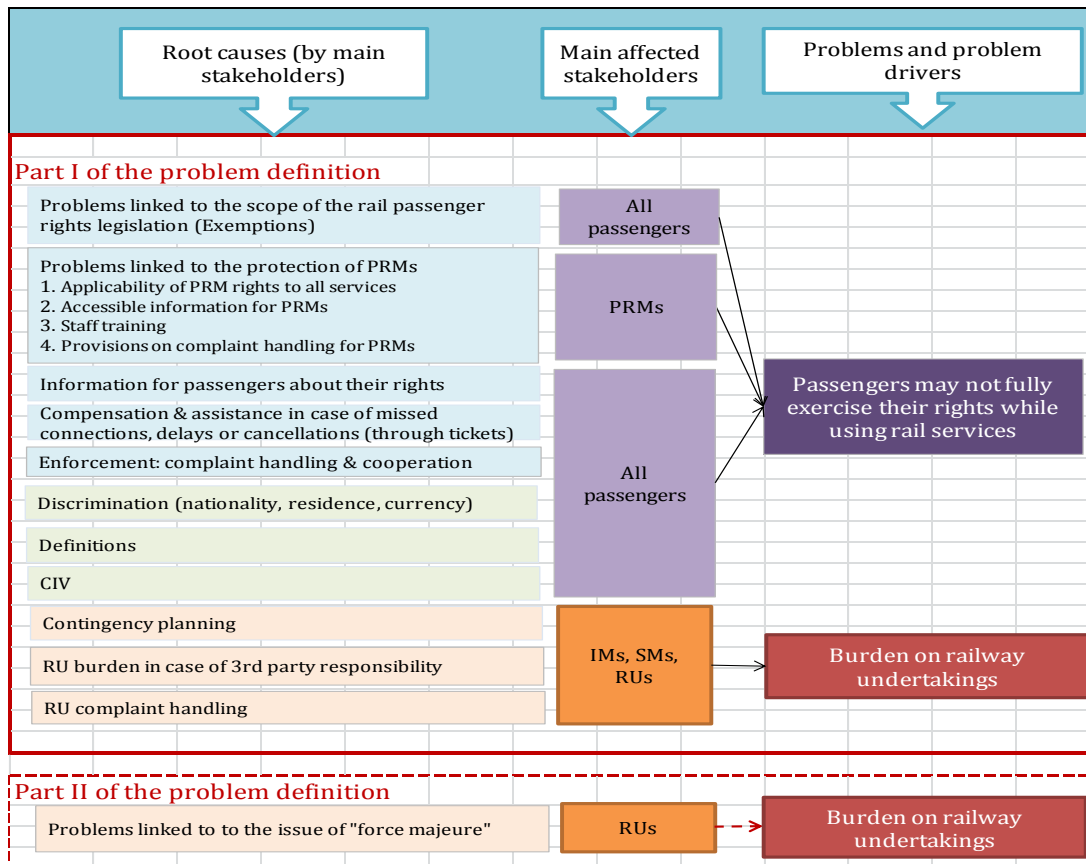 Root causes (by main
stakeholders)
Main affected
stakeholders
Problems and problem
drivers
Part I of the problem definition
Problems linked to the scope of the rail passenger
rights legislation (Exemptions)
All
passengers
Problems linked to the protection of PRMs
1. Applicability of PRM rights to all services
2. Accessible information for PRMs
3. Staff training
4. Provisions on complaint handling for PRMs
PRMs
Information for passengers about their rights
Compensation & assistance in case of missed
connections, delays or cancellations (through tickets)
Enforcement: complaint handling & cooperation
Discrimination (nationality, residence, currency)
Definitions
CIV
All
passengers
Passengers may not fully
exercise their rights while
using rail services
Contingency planning
RU burden in case of 3rd party responsibility
RU complaint handling
IMs, SMs,
RUs
Burden on railway
undertakings
Part II of the problem definition
Problems linked to to the issue of "force majeure"
RUs
Burden on railway
undertakings